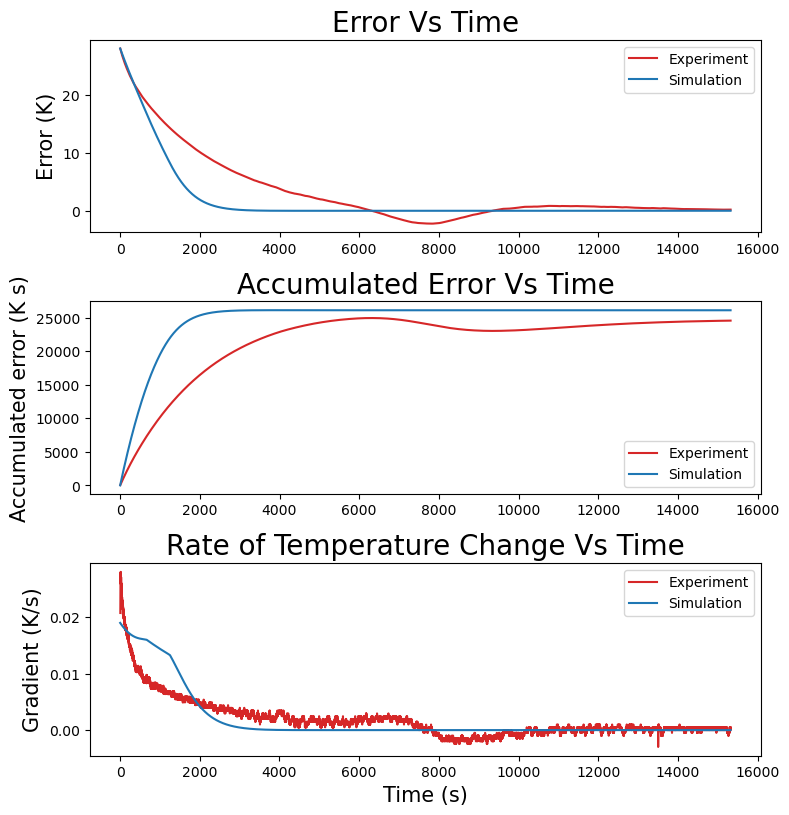 Error Vs Time
Error (K)
20
10
0
Experiment
Simulation
0 2000 4000 6000 8000 10000 12000 14000 16000
Accumulated Error Vs Time
Accumulated error (K s)
25000
20000
15000
10000
5000
0
Experiment
Simulation
0 2000 4000 6000 8000 10000 12000 14000 16000
Rate of Temperature Change Vs Time
Gradient (K/s)
0.02
0.01
0.00
Experiment
Simulation
0 2000 4000 6000 8000 10000 12000 14000 16000
Time (s)